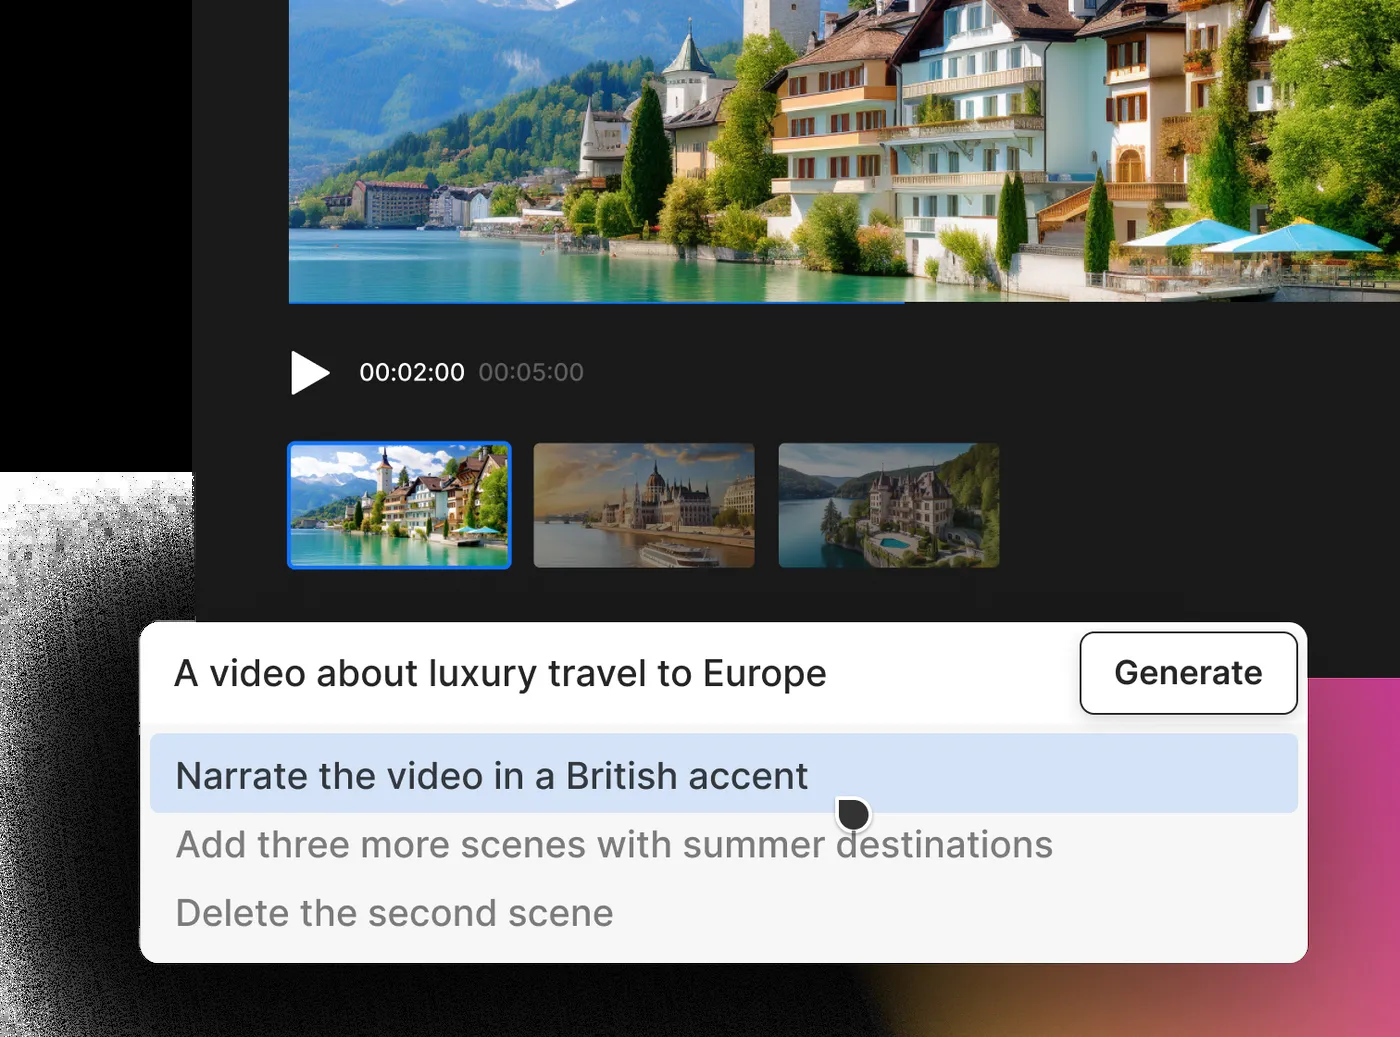 00:02:00 00:05:00
A video about luxury travel to Europe
Generate
Narrate the video in a British accent
Add three more scenes with summer destinations
Delete the second scene